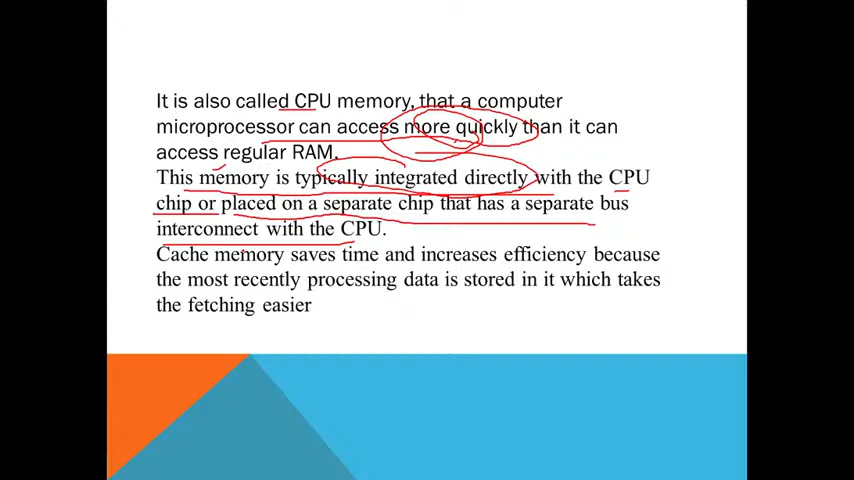 It is also called CPU memory, that a computer
microprocessor can access more quickly than it can
access regular RAM.
This memory is typically integrated directly with the CPU
chip or placed on a separate chip that has a separate bus
interconnect with the CPU.
Cache memory saves time and increases efficiency because
the most recently processing data is stored in it which takes
the fetching easier